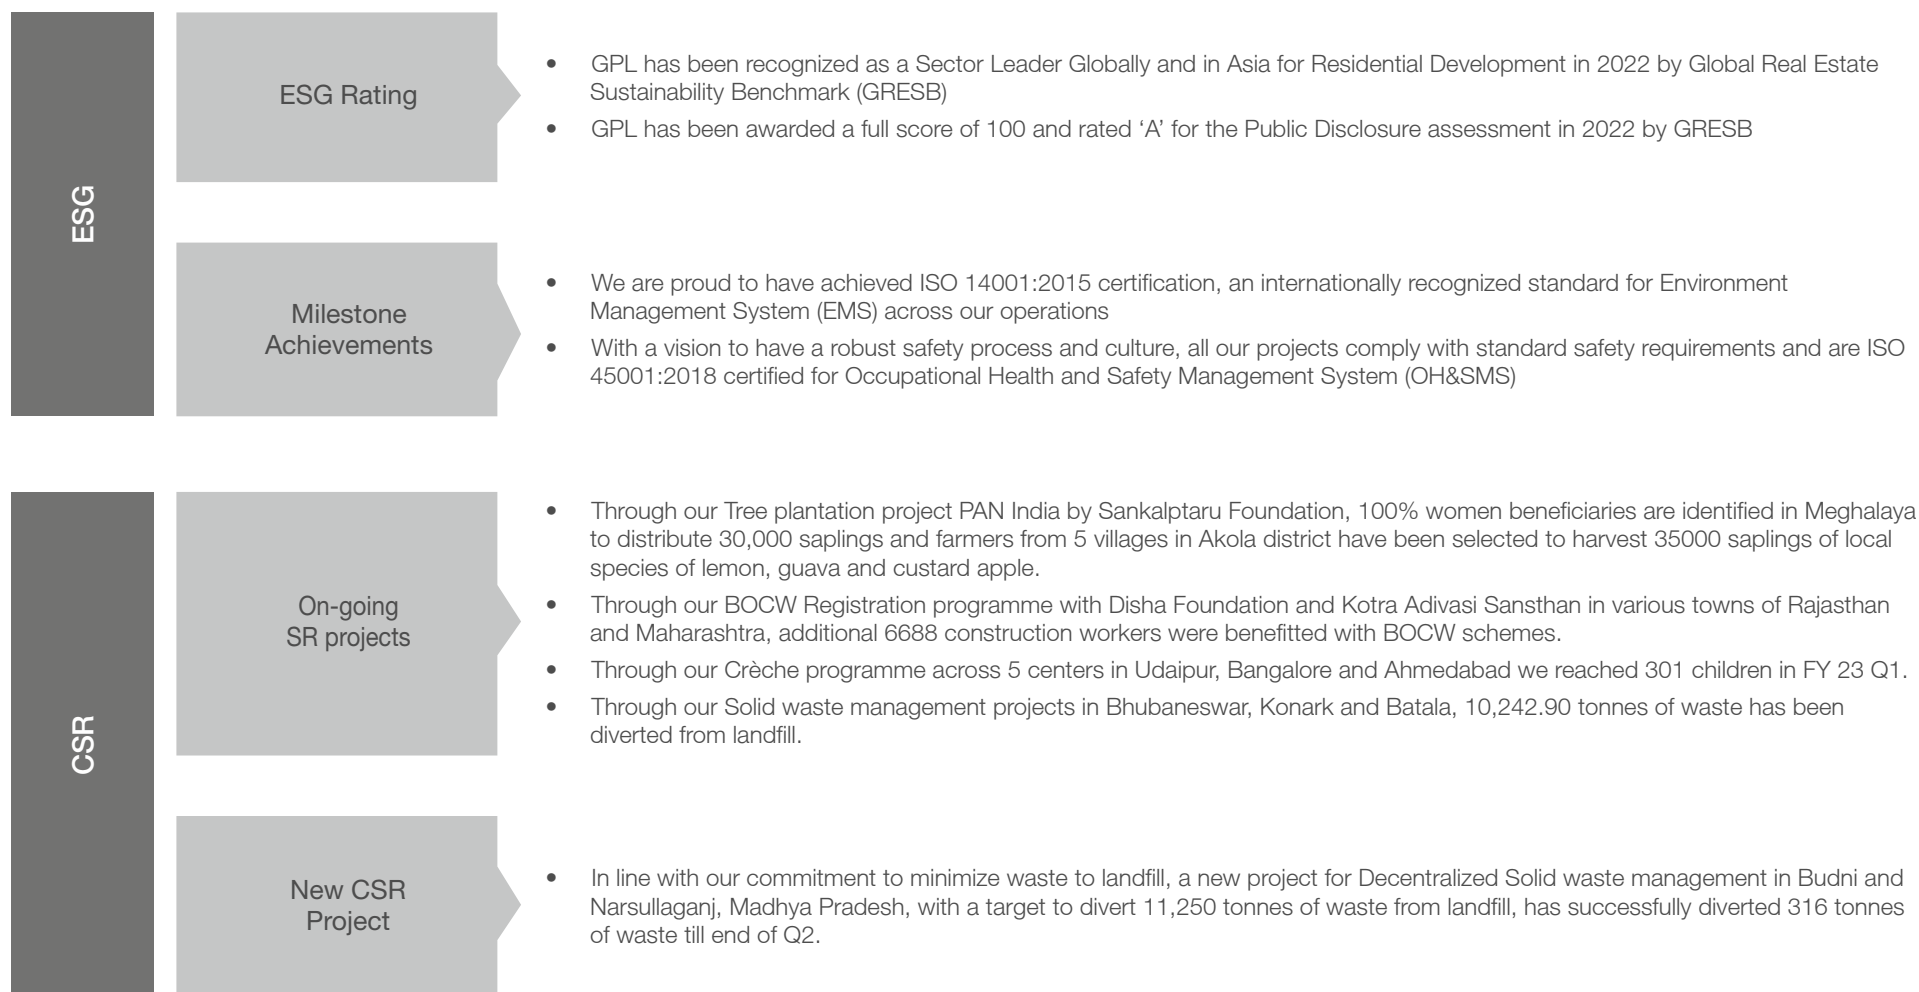 ESG
ESG Rating
• GPL has been recognized as a Sector Leader Globally and in Asia for Residential Development in 2022 by Global Real Estate
Sustainability Benchmark (GRESB)
• GPL has been awarded a full score of 100 and rated ‘A’ for the Public Disclosure assessment in 2022 by GRESB
Milestone
Achievements
• We are proud to have achieved ISO 14001:2015 certification, an internationally recognized standard for Environment
Management System (EMS) across our operations
• With a vision to have a robust safety process and culture, all our projects comply with standard safety requirements and are ISO
45001:2018 certified for Occupational Health and Safety Management System (OH&SMS)
CSR
On-going
SR projects
• Through our Tree plantation project PAN India by Sankalptaru Foundation, 100% women beneficiaries are identified in Meghalaya
to distribute 30,000 saplings and farmers from 5 villages in Akola district have been selected to harvest 35000 saplings of local
species of lemon, guava and custard apple.
• Through our BOCW Registration programme with Disha Foundation and Kotra Adivasi Sansthan in various towns of Rajasthan
and Maharashtra, additional 6688 construction workers were benefitted with BOCW schemes.
• Through our Crèche programme across 5 centers in Udaipur, Bangalore and Ahmedabad we reached 301 children in FY 23 Q1.
• Through our Solid waste management projects in Bhubaneswar, Konark and Batala, 10,242.90 tonnes of waste has been
diverted from landfill.
New CSR
Project
• In line with our commitment to minimize waste to landfill, a new project for Decentralized Solid waste management in Budni and
Narsullaganj, Madhya Pradesh, with a target to divert 11,250 tonnes of waste from landfill, has successfully diverted 316 tonnes
of waste till end of Q2.